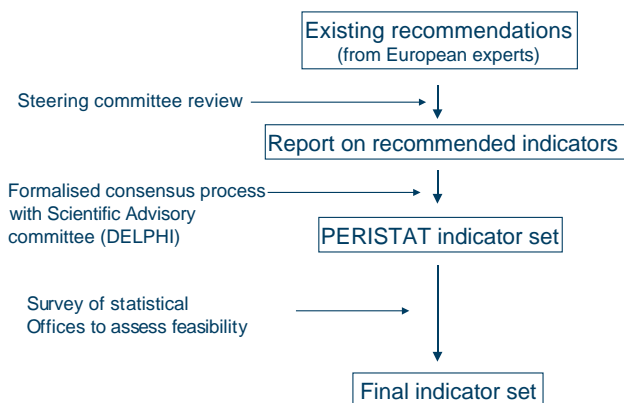 Existing recommendations
(from European experts)
Steering committee review
Report on recommended indicators
Formalised consensus process
with Scientific Advisory
committee (DELPHI)
PERISTAT indicator set
Survey of statistical
Offices to assess feasibility
Final indicator set